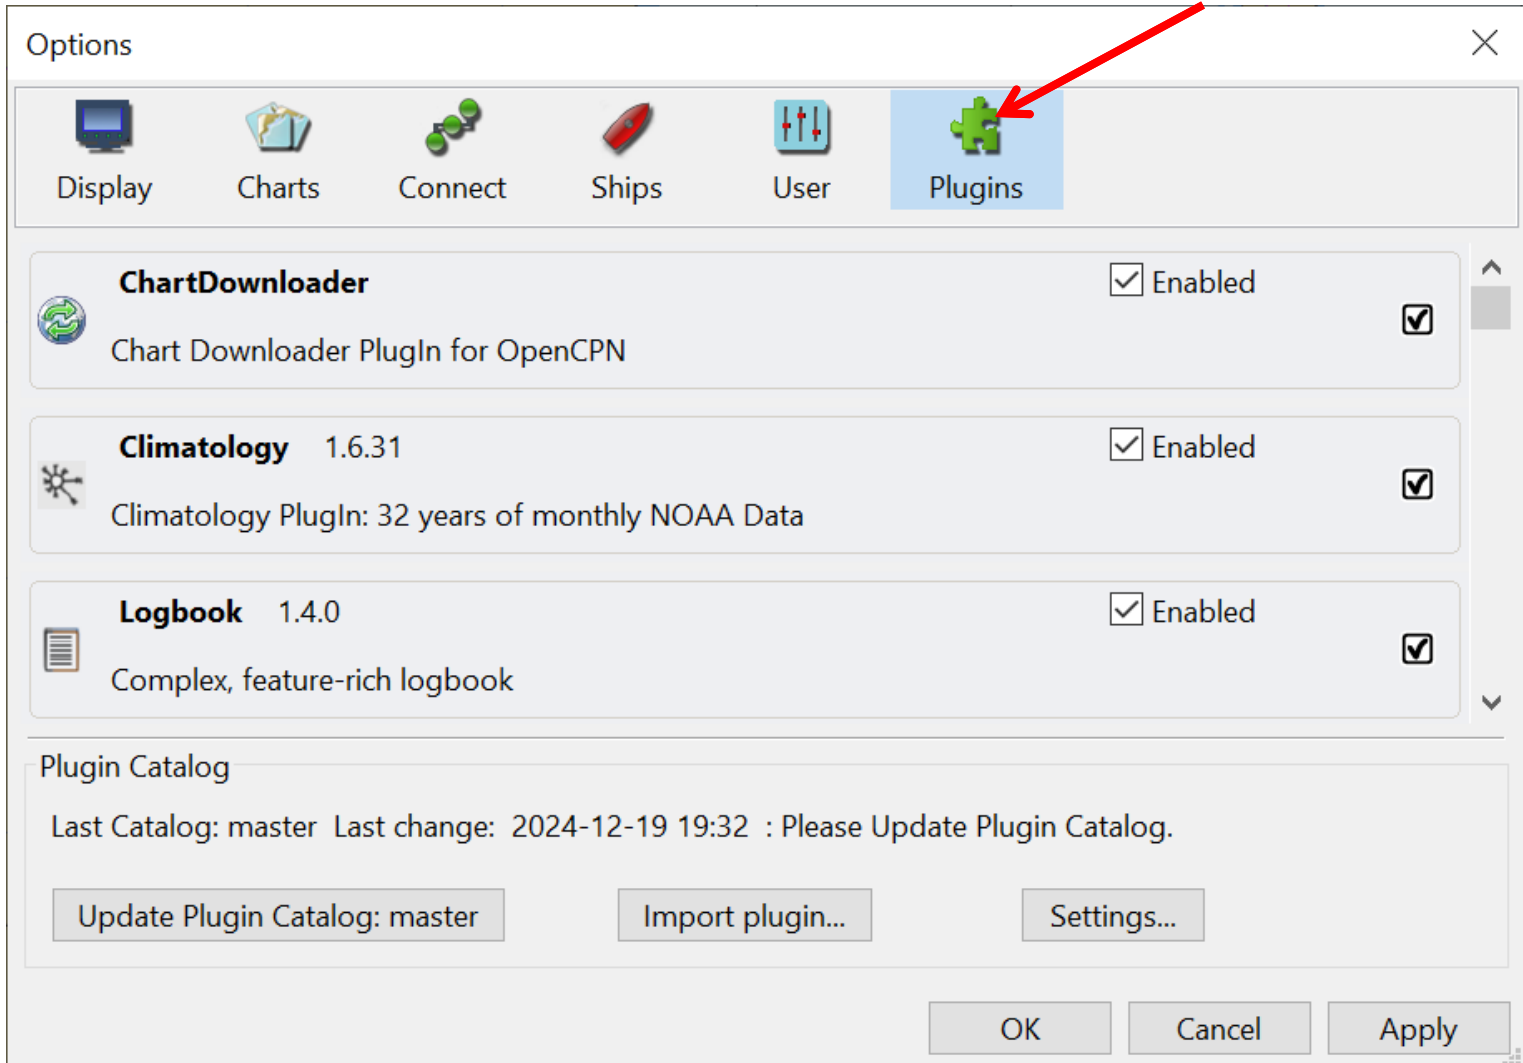 Options
Display Charts Connect Ships User Plugins
ChartDownloader Enabled
Chart Downloader PlugIn for OpenCPN
Climatology 1.6.31 Enabled
Climatology PlugIn: 32 years of monthly NOAA Data
Logbook 1.4.0 Enabled
Complex, feature-rich logbook
Plugin Catalog
Last Catalog: master Last change: 2024-12-19 19:32 : Please Update Plugin Catalog.
Update Plugin Catalog: master Import plugin... Settings...
OK Cancel Apply